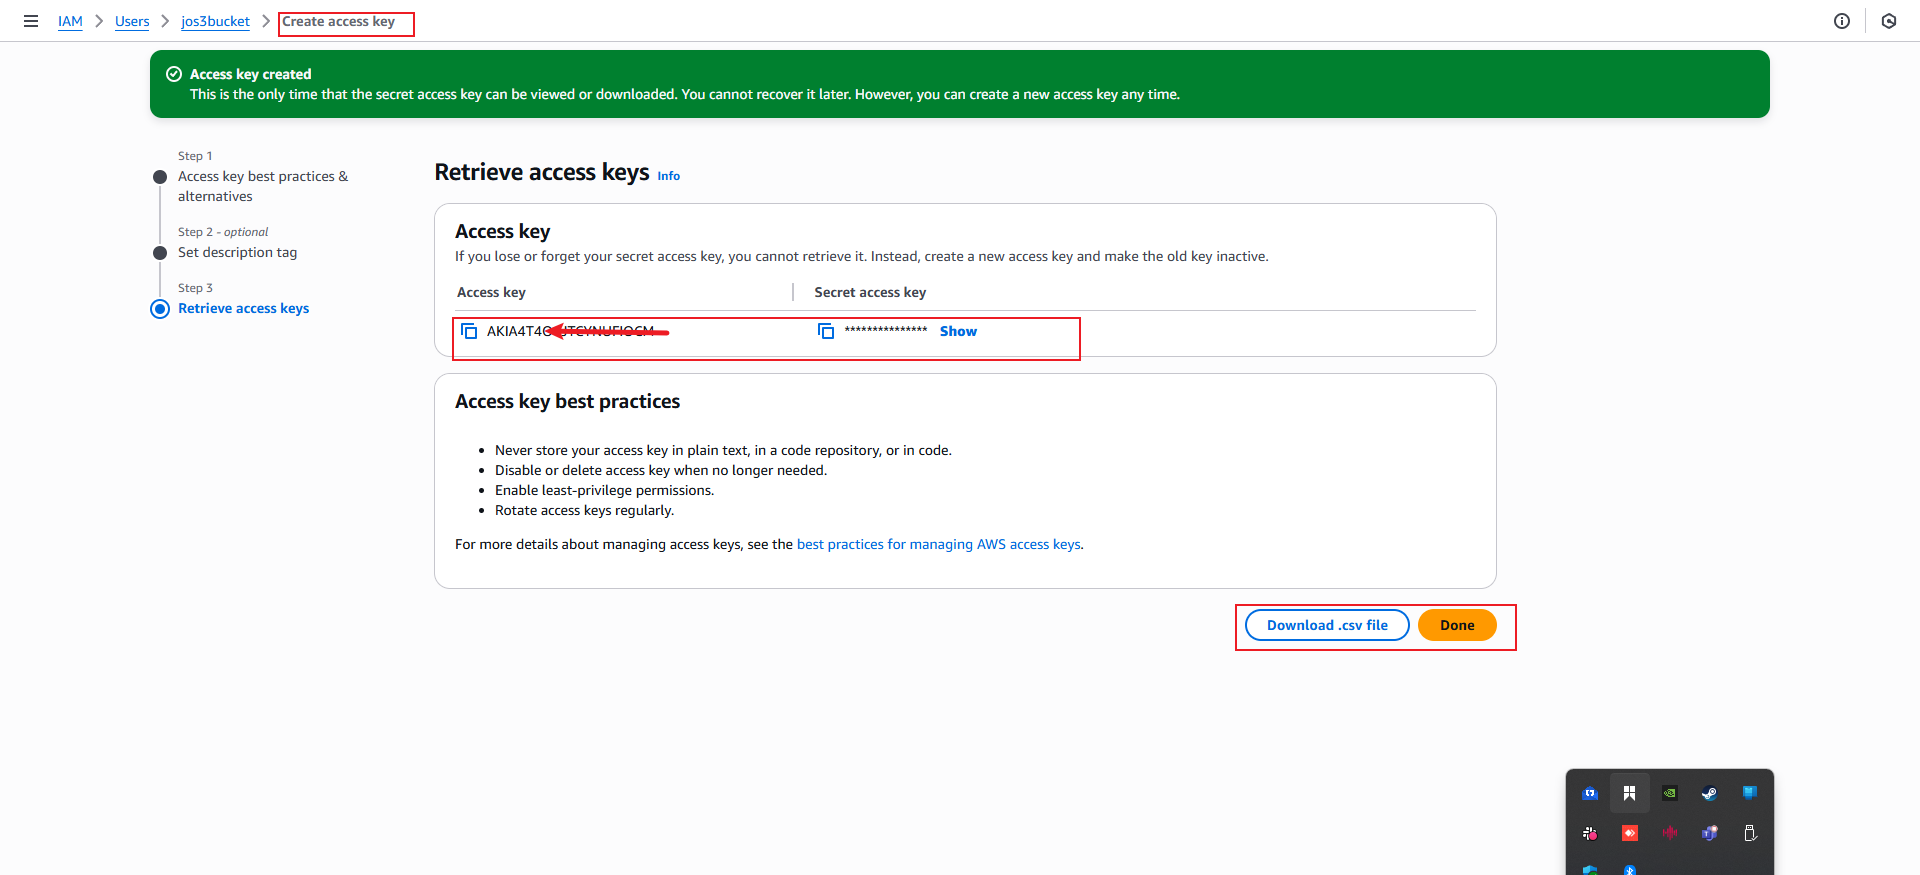 IAM > Users > jos3bucket > Create access key
Access key created
This is the only time that the secret access key can be viewed or downloaded. You cannot recover it later. However, you can create a new access key any time.
Step 1
Access key best practices &
alternatives
Step 2 - optional
Set description tag
Step 3
Retrieve access keys
Retrieve access keys Info
Access key
If you lose or forget your secret access key, you cannot retrieve it. Instead, create a new access key and make the old key inactive.
Access key
Secret access key
*************** Show
Access key best practices
• Never store your access key in plain text, in a code repository, or in code.
• Disable or delete access key when no longer needed.
• Enable least-privilege permissions.
• Rotate access keys regularly.
For more details about managing access keys, see the best practices for managing AWS access keys.
Download .csv file
Done